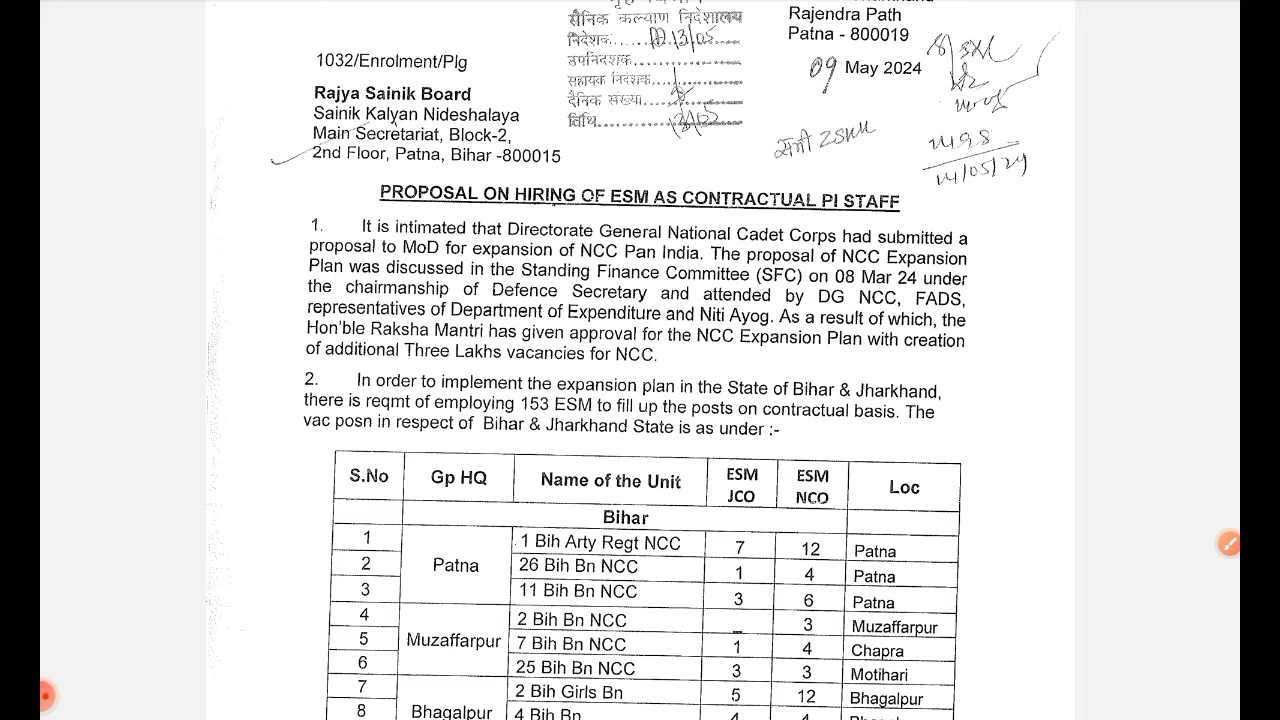 Rajendra Path
Patna - 800019
सैनिक कल्याण निदेशालय
निदेशक
उपनिदेशक
सहायक निदेशक
दैनिक संख्या
तिथि
1032/Enrolment/Plg
09 May 2024
Rajya Sainik Board
Sainik Kalyan Nideshalaya
Main Secretariat, Block-2,
2nd Floor, Patna, Bihar -800015
14/05/24
PROPOSAL ON HIRING OF ESM AS CONTRACTUAL PI STAFF
1. It is intimated that Directorate General National Cadet Corps had submitted a
proposal to MoD for expansion of NCC Pan India. The proposal of NCC Expansion
Plan was discussed in the Standing Finance Committee (SFC) on 08 Mar 24 under
the chairmanship of Defence Secretary and attended by DG NCC, FADS,
representatives of Department of Expenditure and Niti Ayog. As a result of which, the
Hon'ble Raksha Mantri has given approval for the NCC Expansion Plan with creation
of additional Three Lakhs vacancies for NCC.
2. In order to implement the expansion plan in the State of Bihar & Jharkhand,
there is reqmt of employing 153 ESM to fill up the posts on contractual basis. The
vac posn in respect of Bihar & Jharkhand State is as under :-
S.No Gp HQ Name of the Unit ESM JCO ESM NCO Loc
Bihar
1 Patna 1 Bih Arty Regt NCC 7 12 Patna
2 26 Bih Bn NCC 1 4 Patna
3 11 Bih Bn NCC 3 6 Patna
4 Muzaffarpur 2 Bih Bn NCC _ 3 Muzaffarpur
5 7 Bih Bn NCC 1 4 Chapra
6 25 Bih Bn NCC 3 3 Motihari
7 Bhagalpur 2 Bih Girls Bn 5 12 Bhagalpur
8 4 Bih Bn 4 4